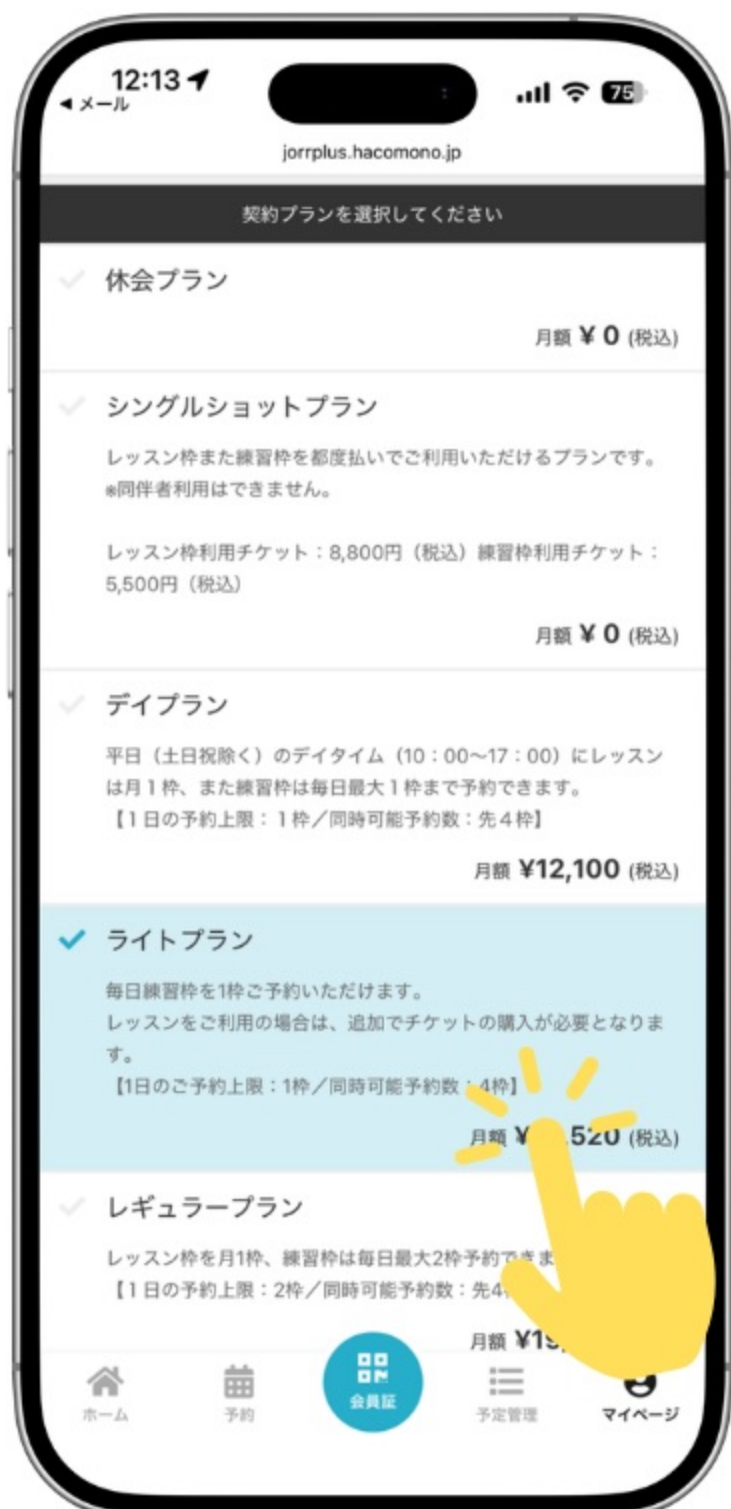 12:13
◀メール
75
jorrplus.hacomono.jp
契約プランを選択してください
休会プラン
月額 ¥ 0 (税込)
シングルショットプラン
レッスン枠また練習枠を都度払いでご利用いただけるプランです。
※同伴者利用はできません。
レッスン枠利用チケット：8,800円（税込）練習枠利用チケット：
5,500円（税込）
月額 ¥ 0 (税込)
デイプラン
平日（土日祝除く）のデイタイム（10：00〜17：00）にレッスン
は月１枠、また練習枠は毎日最大１枠まで予約できます。
【１日の予約上限：１枠／同時可能予約数：先４枠】
月額 ¥12,100 (税込)
ライトプラン
毎日練習枠を1枠ご予約いただけます。
レッスンをご利用の場合は、追加でチケットの購入が必要となりま
す。
【1日のご予約上限：1枠／同時可能予約数：4枠】
月額 ¥ 520 (税込)
レギュラープラン
レッスン枠を月1枠、練習枠は毎日最大2枠予約できま
【１日の予約上限：2枠／同時可能予約数：先4
月額 ¥19,
ホーム
予約
会員証
予定管理
マイページ